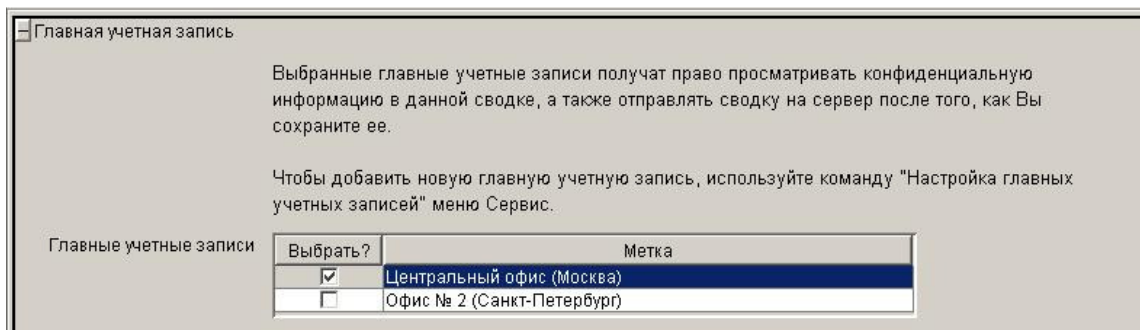 Главная учетная запись
Выбранные главные учетные записи получат право просматривать конфиденциальную
информацию в данной сводке, а также отправлять сводку на сервер после того, как Вы
сохраните ее.
Чтобы добавить новую главную учетную запись, используйте команду "Настройка главных
учетных записей" меню Сервис.
Главные учетные записи
Выбрать? Метка
Центральный офис (Москва)
Офис № 2 (Санкт-Петербург)